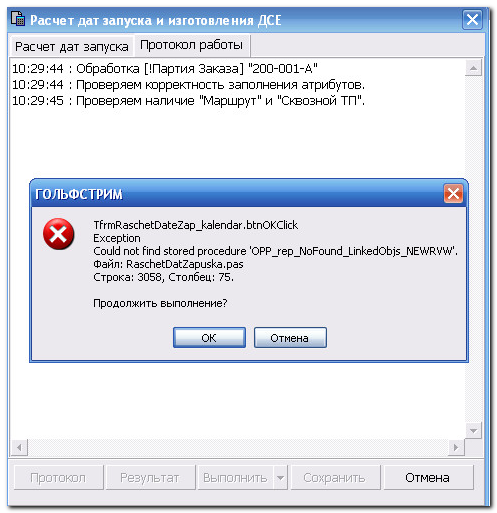 Расчет дат запуска и изготовления ДСЕ
Расчет дат запуска Протокол работы
10:29:44 : Обработка [!Партия Заказа] "200-001-А"
10:29:44 : Проверяем корректность заполнения атрибутов.
10:29:45 : Проверяем наличие "Маршрут" и "Сквозной ТП".
ГОЛЬФСТРИМ
TfrmRaschetDateZap_kalendar.btnOKClick
Exception
Could not find stored procedure 'OPP_rep_NoFound_LinkedObjs_NEWRVW'.
Файл: RaschetDatZapuska.pas
Строка: 3058, Столбец: 75.
Продолжить выполнение?
ОК Отмена
Протокол Результат Выполнить Сохранить Отмена